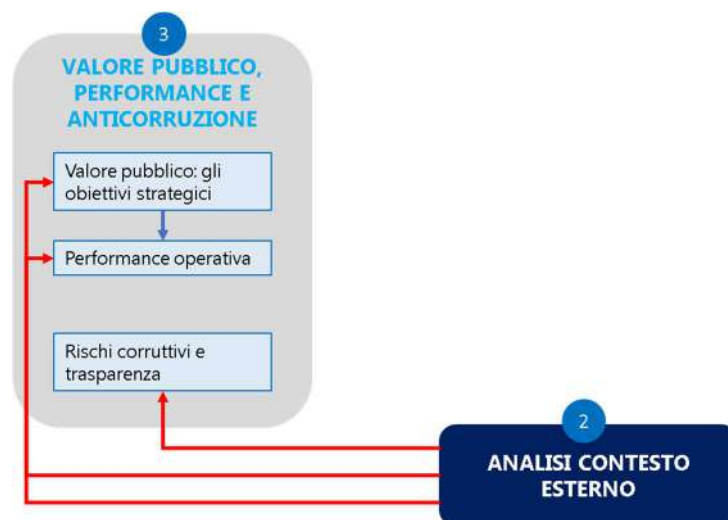 3
VALORE PUBBLICO,
PERFORMANCE E
ANTICORRUZIONE
Valore pubblico: gli
obiettivi strategici
Performance operativa
Rischi corruttivi e
trasparenza
2
ANALISI CONTESTO
ESTERNO